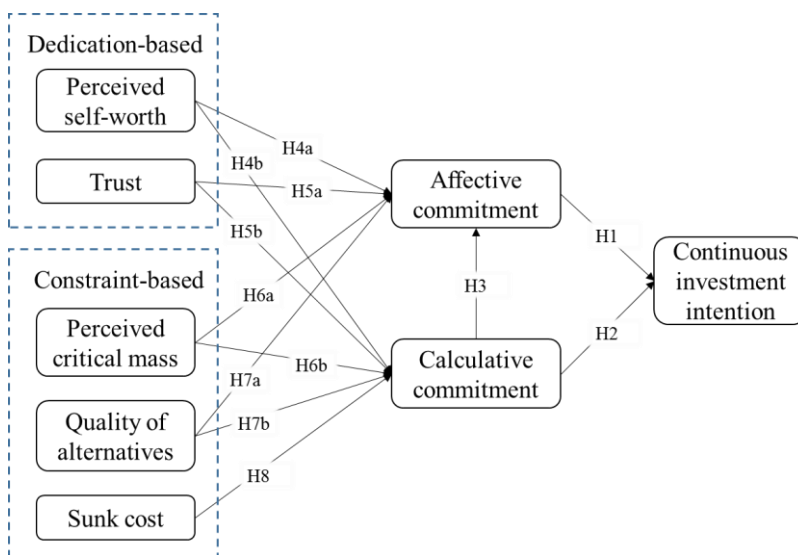 Dedication-based
Perceived
self-worth
Trust
Constraint-based
Perceived
critical mass
Quality of
alternatives
Sunk cost
H4a
H4b
H5a
H5b
H6a
H6b
H7a
H7b
H8
Affective
commitment
H3
Calculative
commitment
H1
H2
Continuous
investment
intention